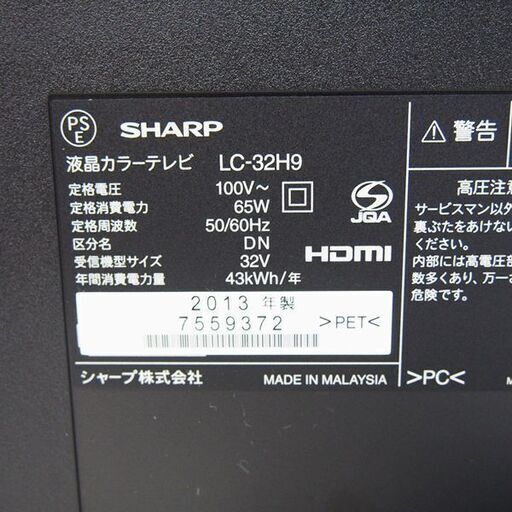 PS
E
SHARP
液晶カラーテレビ LC-32H9
定格電圧 100V~
定格消費電力 65W
定格周波数 50/60Hz
区分名 DN
受信機型サイズ 32V
年間消費電力量 43kWh/年
JQA
HDMI
2013 年製
7559372
>PET<
シャープ株式会社
MADE IN MALAYSIA
>PC<
⚠ 警告
高圧注意
サービスマン以外
裏ぶたをあけない
ください。
内部には高電圧部
数多くあり、万一
危険です。